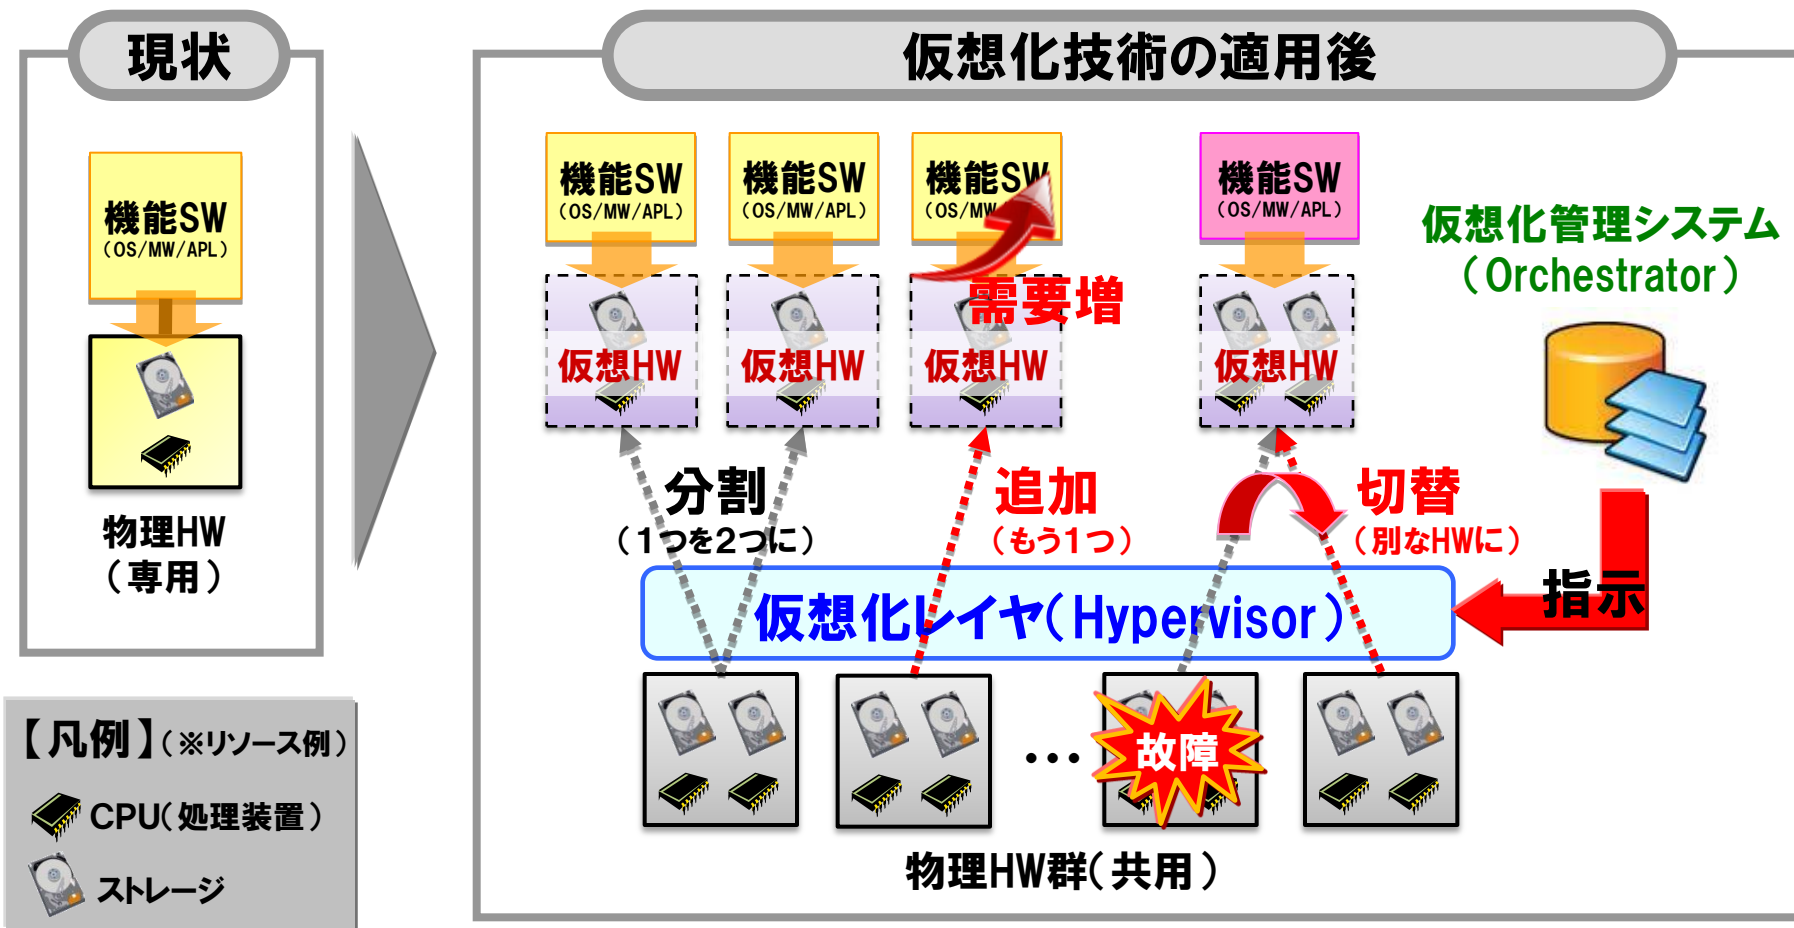 現状
機能SW
(OS/MW/APL)
物理HW
(専用)
【凡例】(※リソース例)
CPU(処理装置)
ストレージ
仮想化技術の適用後
機能SW
(OS/MW/APL)
仮想HW
機能SW
(OS/MW/APL)
仮想HW
機能SW
(OS/MW/APL)
需要増
仮想HW
機能SW
(OS/MW/APL)
仮想HW
仮想化管理システム
(Orchestrator)
分割
(1つを2つに)
追加
(もう1つ)
切替
(別なHWに)
指示
仮想化レイヤ(Hypervisor)
…
故障
物理HW群(共用)